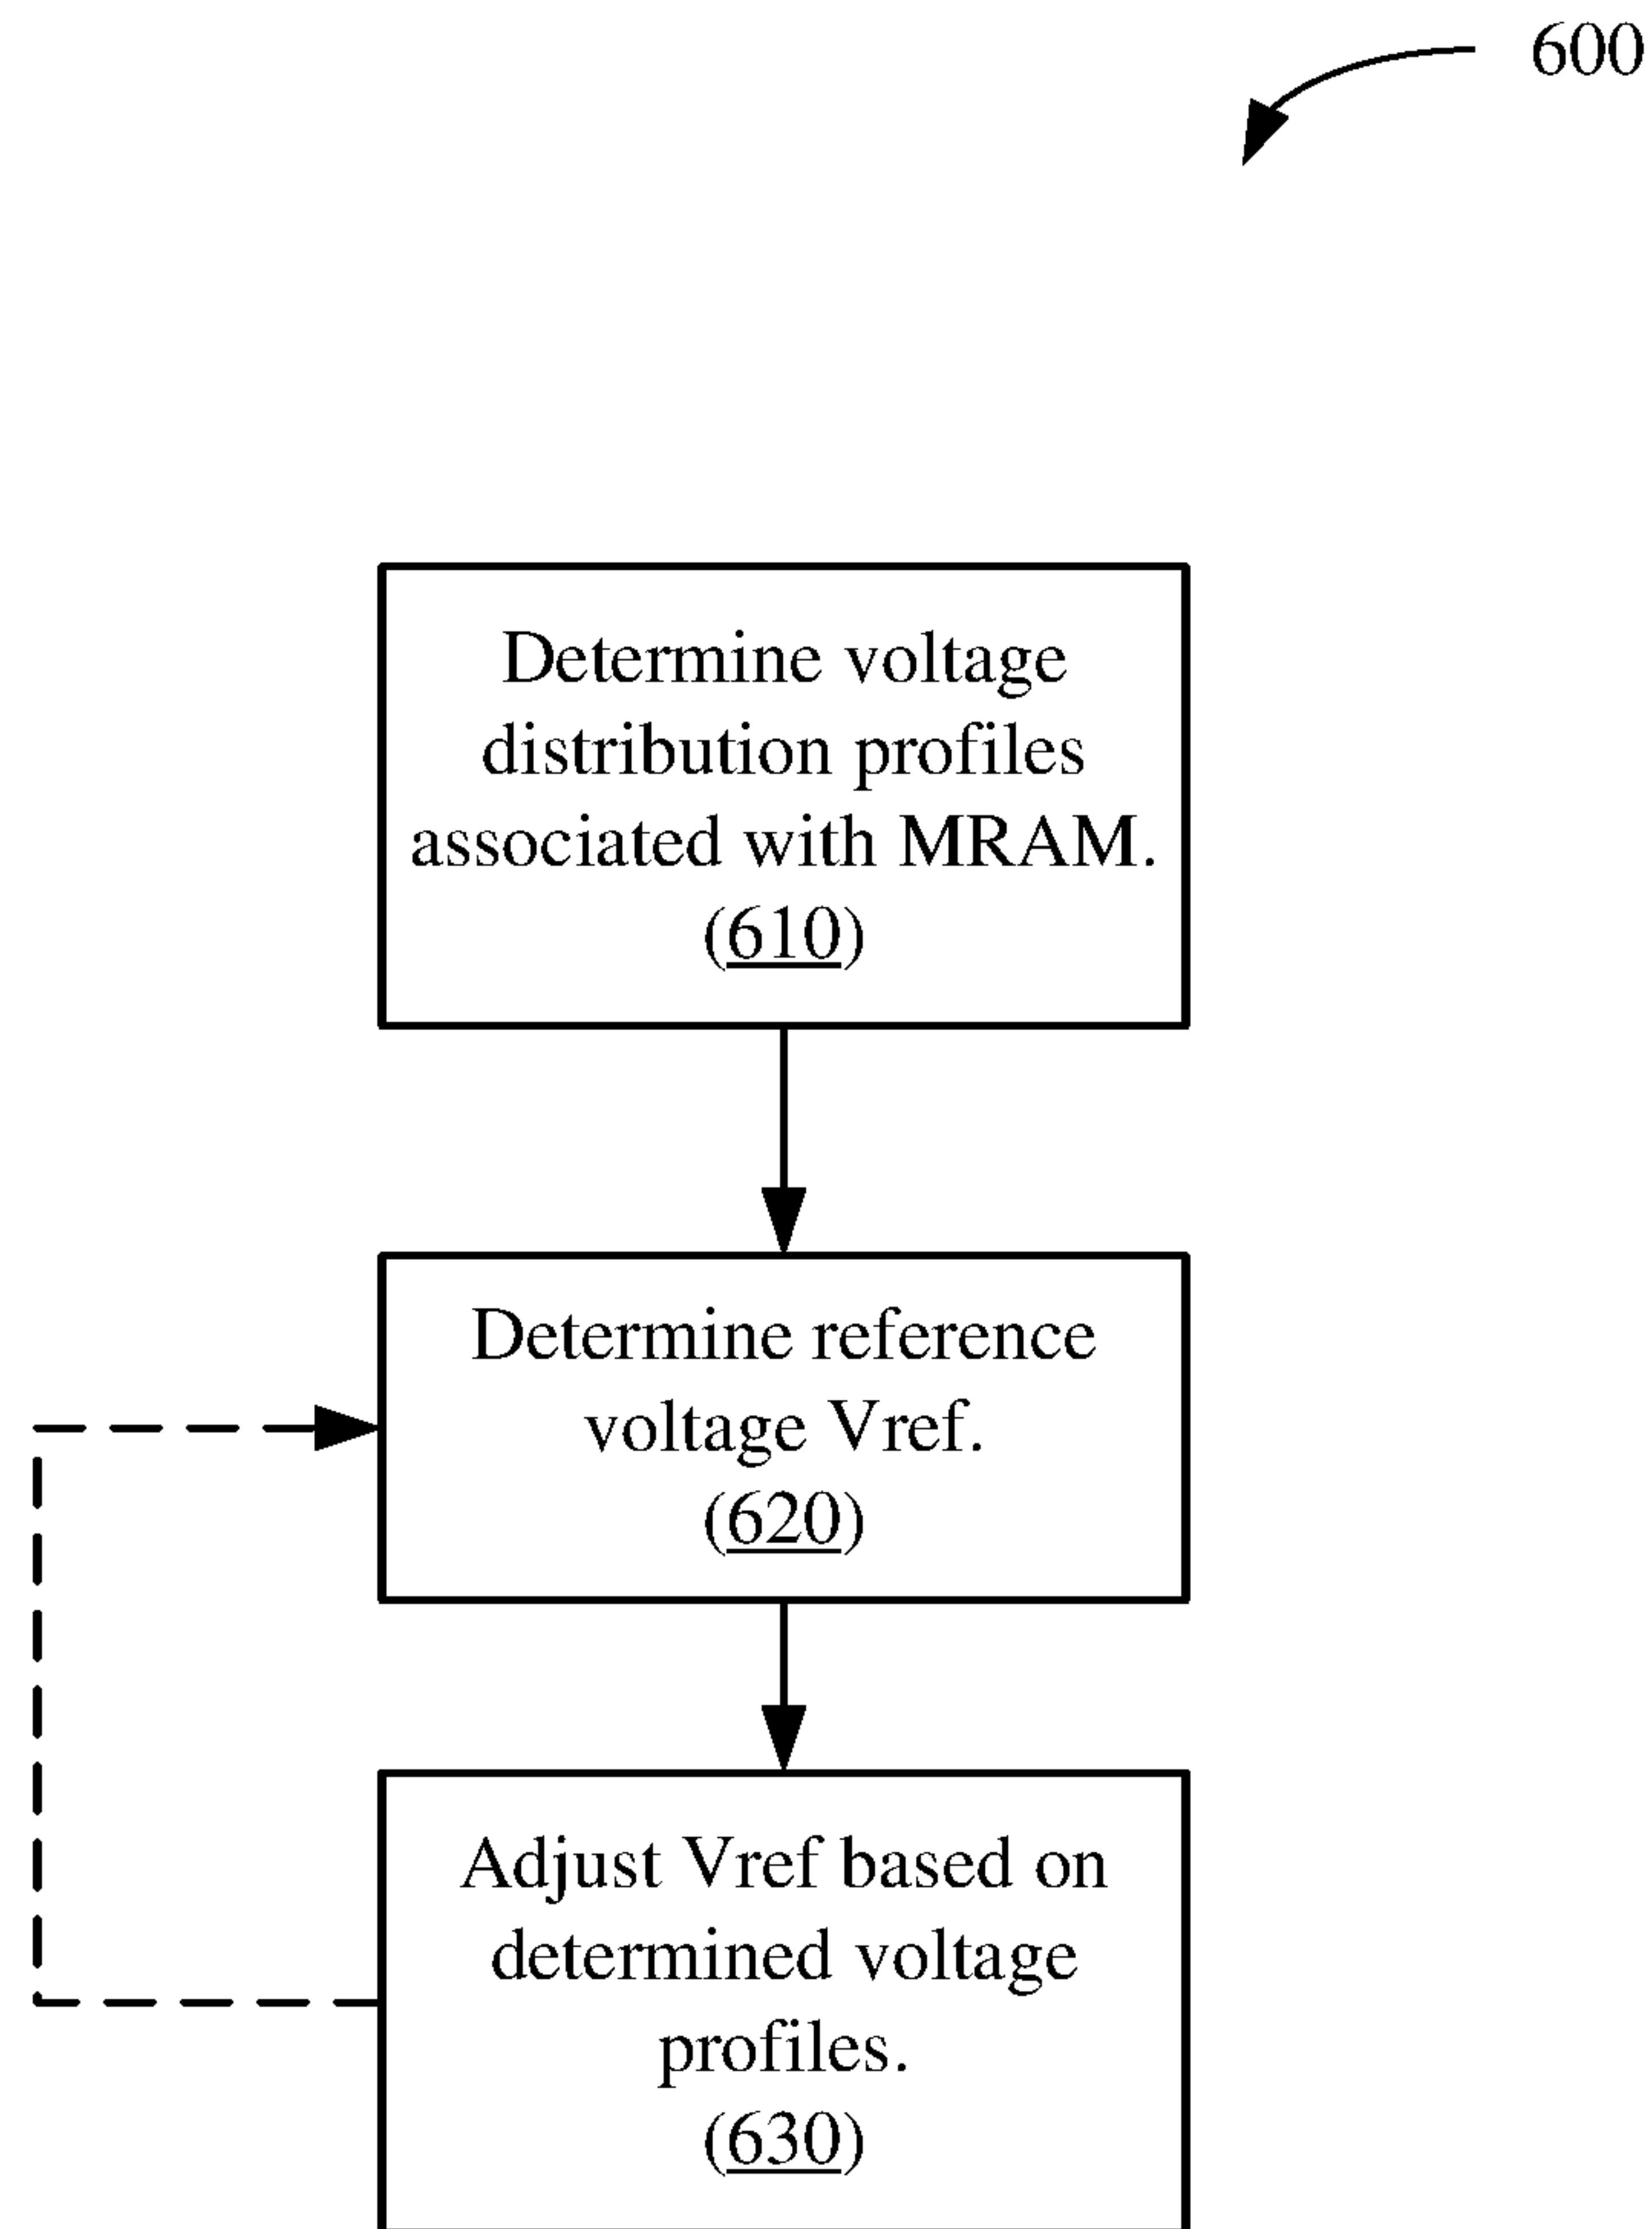 600
Determine voltage
distribution profiles
associated with MRAM.
(610)
Determine reference
voltage Vref.
(620)
Adjust Vref based on
determined voltage
profiles.
(630)